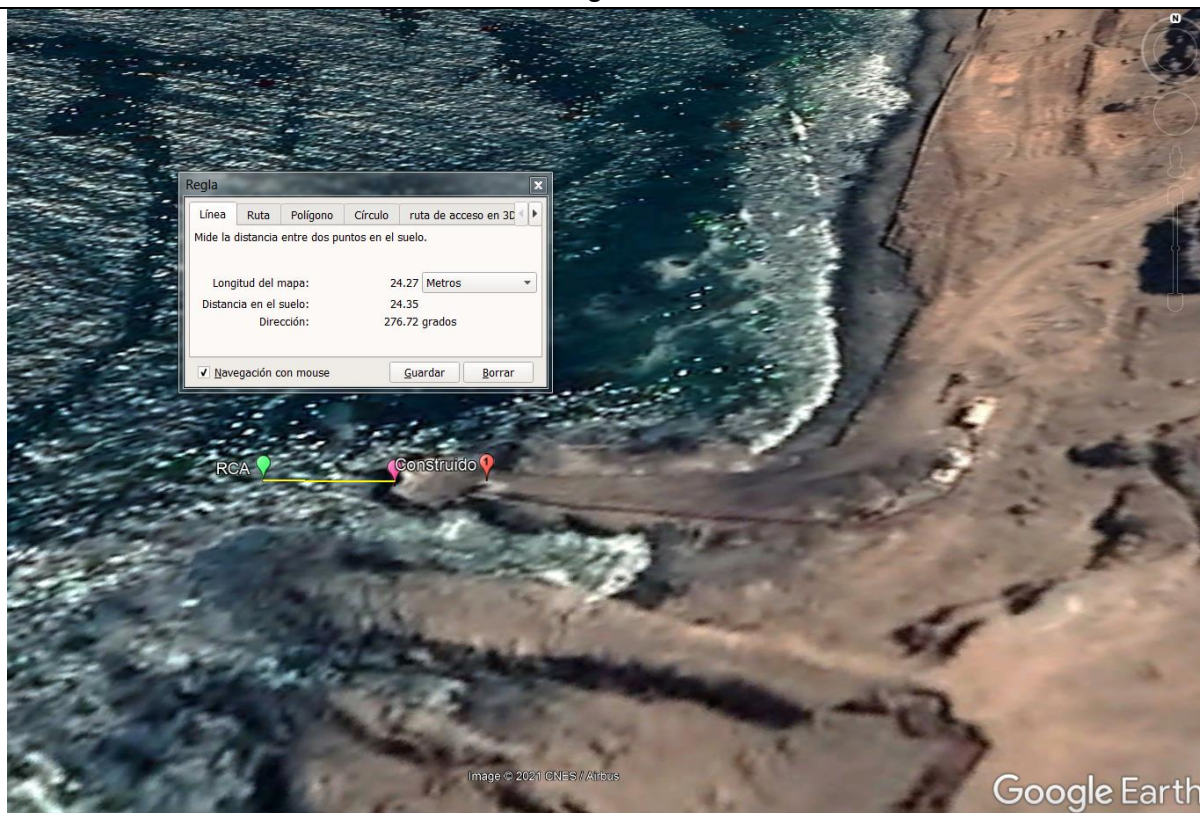 N
Regla
Línea Ruta Polígono Círculo ruta de acceso en 3D
Mide la distancia entre dos puntos en el suelo.
Longitud del mapa: 24.27 Metros
Distancia en el suelo: 24.35
Dirección: 276.72 grados
Navegación con mouse Guardar Borrar
RCA Construido 1
Image © 2021 CNES / Airbus
Google Earth